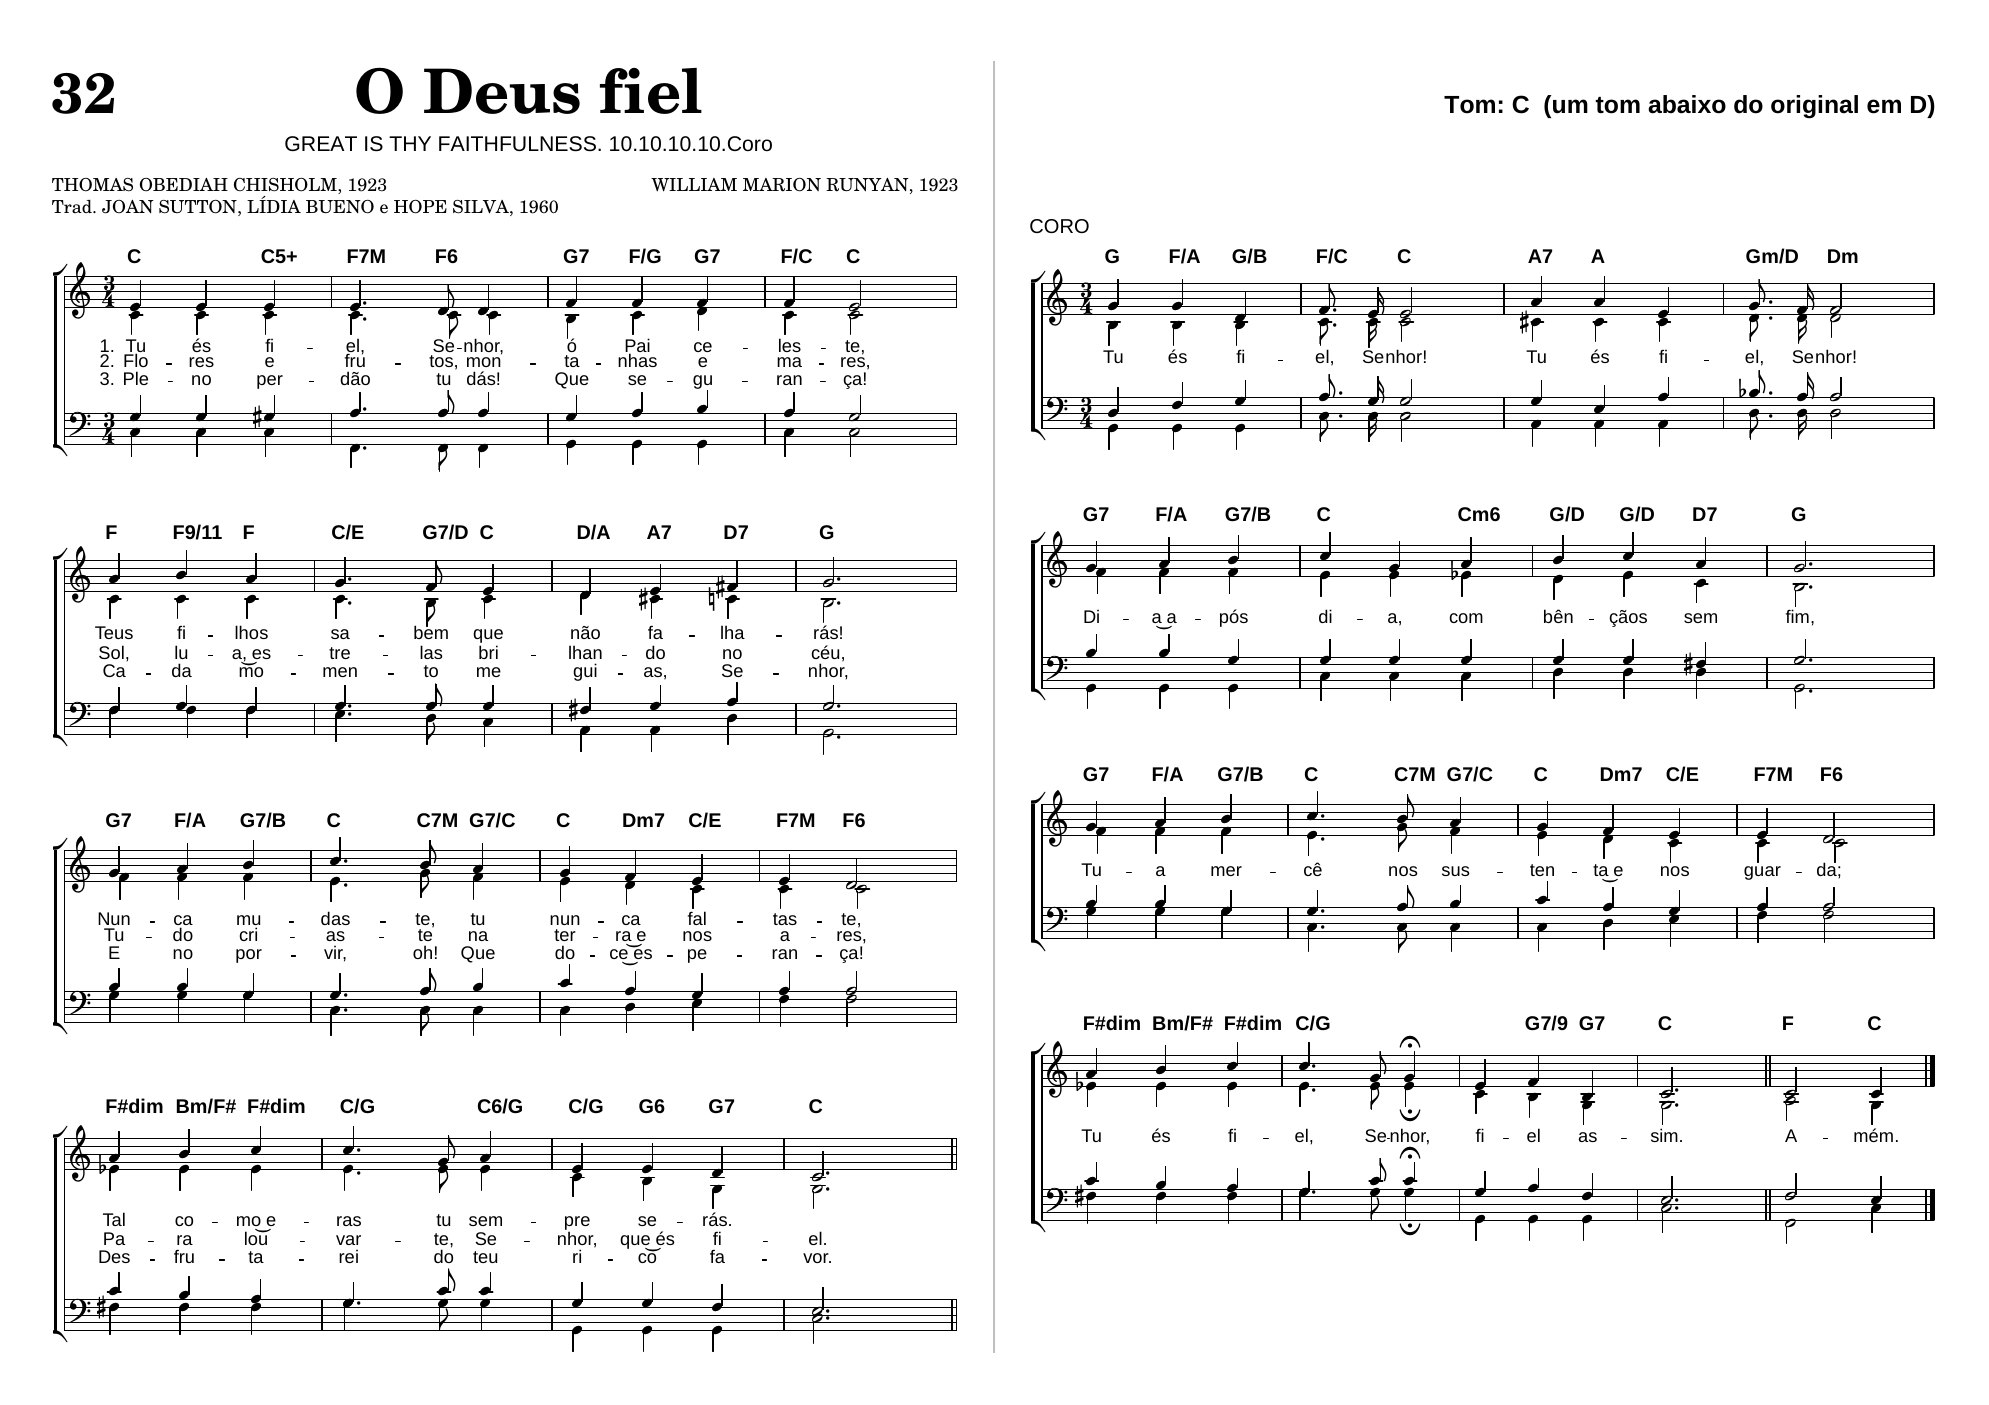 32
O Deus fiel
GREAT IS THY FAITHFULNESS. 10.10.10.10.Coro
THOMAS OBEDIAH CHISHOLM, 1923 WILLIAM MARION RUNYAN, 1923
Trad. JOAN SUTTON, LÍDIA BUENO e HOPE SILVA, 1960
C C5+ F7M F6 G7 F/G G7 F/C C
3 4
1. Tu és fi - el, Se-nhor, ó Pai ce - les - te,
2. Flo - res e fru - tos, mon - ta - nhas e ma - res,
3. Ple - no per - dão tu dás! Que se - gu - ran - ça!
3 4
F F9/11 F C/E G7/D C D/A A7 D7 G
Teus fi - lhos sa - bem que não fa - lha - rás!
Sol, lu - a, es - tre - las bri - lhan - do no céu,
Ca - da mo - men - to me gui - as, Se - nhor,
G7 F/A G7/B C C7M G7/C C Dm7 C/E F7M F6
Nun - ca mu - das - te, tu nun - ca fal - tas - te,
Tu - do cri - as - te na ter - ra e nos a - res,
E no por - vir, oh! Que do - ce es - pe - ran - ça!
F#dim Bm/F# F#dim C/G C6/G C/G G6 G7 C
Tal co - mo e - ras tu sem - pre se - rás.
Pa - ra lou - var - te, Se - nhor, que és fi - el.
Des - fru - ta - rei do teu ri - co fa - vor.
Tom: C (um tom abaixo do original em D)
CORO
G F/A G/B F/C C A7 A Gm/D Dm
3 4
Tu és fi - el, Senhor! Tu és fi - el, Senhor!
3 4
G7 F/A G7/B C Cm6 G/D G/D D7 G
Di - a a - pós di - a, com bên - çãos sem fim,
G7 F/A G7/B C C7M G7/C C Dm7 C/E F7M F6
Tu - a mer - cê nos sus - ten - ta e nos guar - da;
F#dim Bm/F# F#dim C/G G7/9 G7 C F C
Tu és fi - el, Se-nhor, fi - el as - sim. A - mém.